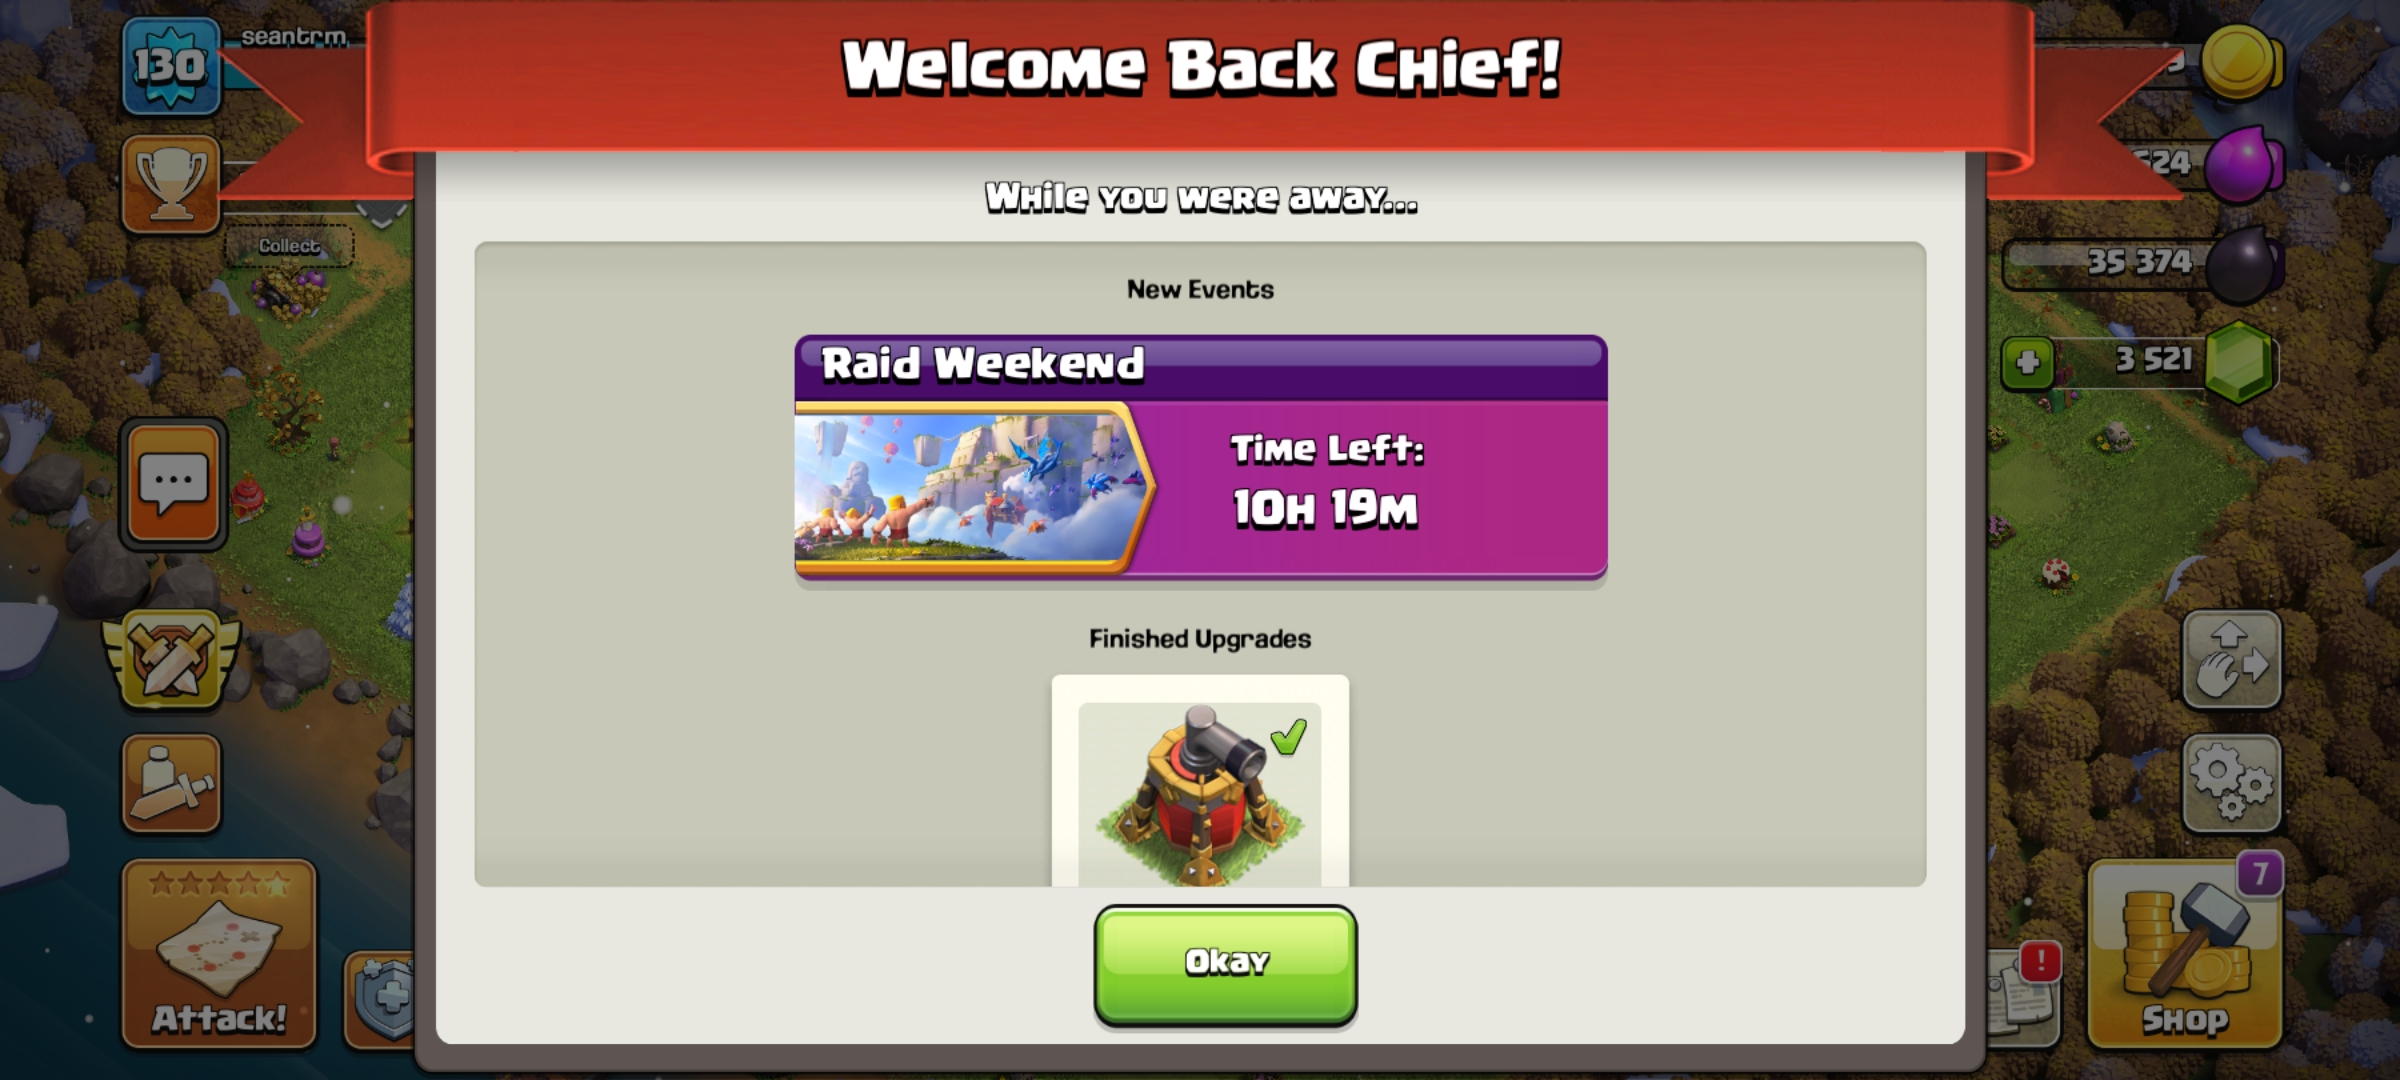 Welcome Back Chief!
130
seantrm
While you were away...
624
Collect
New Events
35 374
Raid Weekend
3 521
Time Left:
10H 19M
Finished Upgrades
7
Okay
!
Attack!
Shop